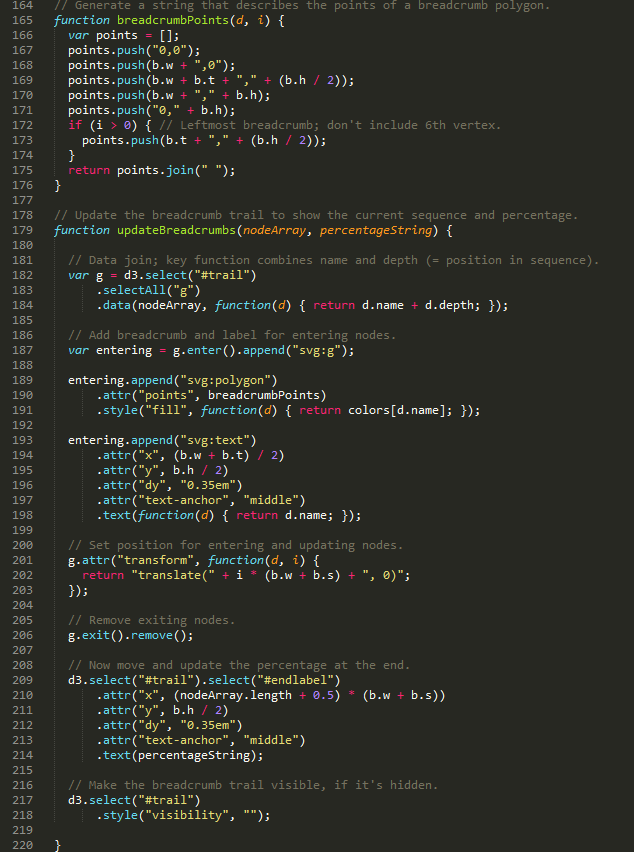 164 // Generate a string that describes the points of a breadcrumb polygon.
165 function breadcrumbPoints(d, i) {
166 var points = [];
167 points.push("0,0");
168 points.push(b.w + ",0");
169 points.push(b.w + b.t + "," + (b.h / 2));
170 points.push(b.w + "," + b.h);
171 points.push("0," + b.h);
172 if (i > 0) { // Leftmost breadcrumb; don't include 6th vertex.
173 points.push(b.t + "," + (b.h / 2));
174 }
175 return points.join(" ");
176 }
177
178 // Update the breadcrumb trail to show the current sequence and percentage.
179 function updateBreadcrumbs(nodeArray, percentageString) {
180
181 // Data join; key function combines name and depth (= position in sequence).
182 var g = d3.select("#trail")
183 .selectAll("g")
184 .data(nodeArray, function(d) { return d.name + d.depth; });
185
186 // Add breadcrumb and label for entering nodes.
187 var entering = g.enter().append("svg:g");
188
189 entering.append("svg:polygon")
190 .attr("points", breadcrumbPoints)
191 .style("fill", function(d) { return colors[d.name]; });
192
193 entering.append("svg:text")
194 .attr("x", (b.w + b.t) / 2)
195 .attr("y", b.h / 2)
196 .attr("dy", "0.35em")
197 .attr("text-anchor", "middle")
198 .text(function(d) { return d.name; });
199
200 // Set position for entering and updating nodes.
201 g.attr("transform", function(d, i) {
202 return "translate(" + i * (b.w + b.s) + ", 0)";
203 });
204
205 // Remove exiting nodes.
206 g.exit().remove();
207
208 // Now move and update the percentage at the end.
209 d3.select("#trail").select("#endlabel")
210 .attr("x", (nodeArray.length + 0.5) * (b.w + b.s))
211 .attr("y", b.h / 2)
212 .attr("dy", "0.35em")
213 .attr("text-anchor", "middle")
214 .text(percentageString);
215
216 // Make the breadcrumb trail visible, if it's hidden.
217 d3.select("#trail")
218 .style("visibility", "");
219
220 }